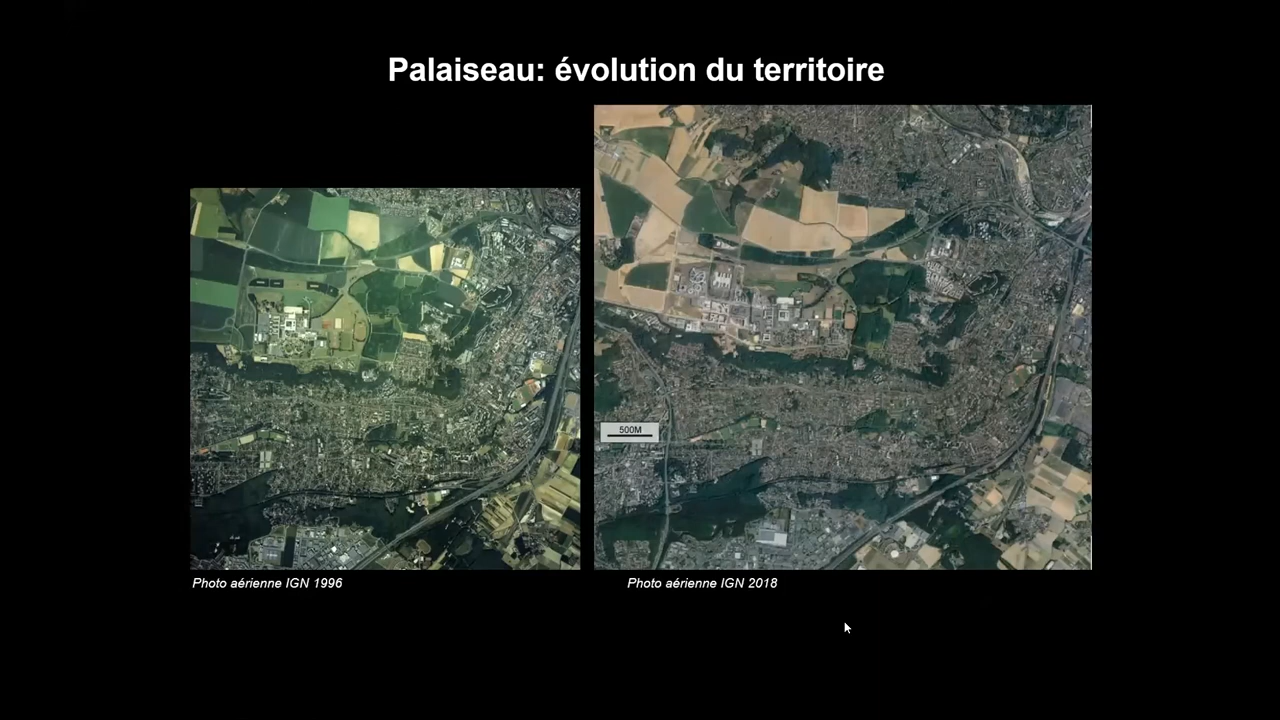 Palaiseau: évolution du territoire
500M
Photo aérienne IGN 1996
Photo aérienne IGN 2018